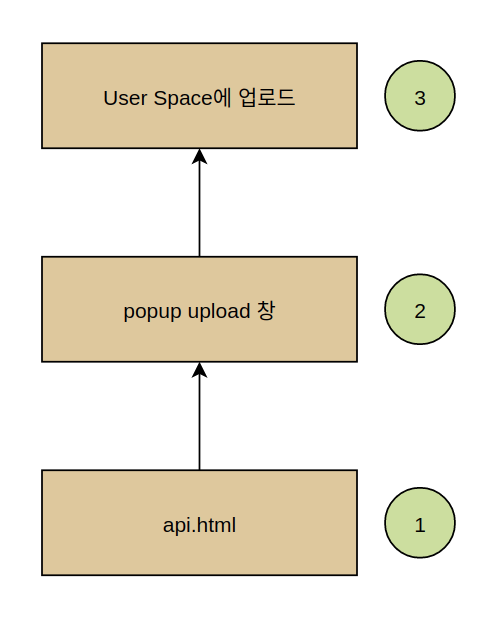 User Space에 업로드
3
popup upload 창
2
api.html
1